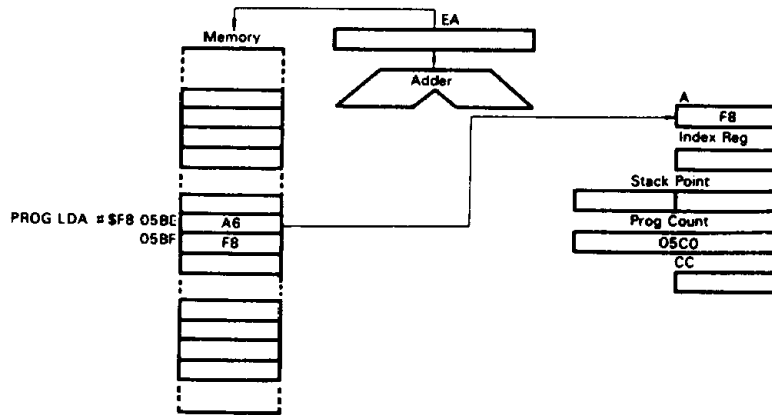 EA
Memory
Adder
A
F8
Index Reg
Stack Point
PROG LDA #$F8 05BE
A6
Prog Count
05BF
F8
05C0
CC